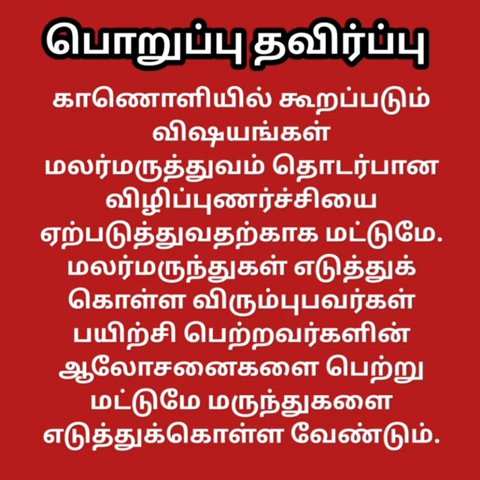 பொறுப்பு தவிர்ப்பு
காணொளியில் கூறப்படும்
விஷயங்கள்
மலர்மருத்துவம் தொடர்பான
விழிப்புணர்ச்சியை
ஏற்படுத்துவதற்காக மட்டுமே.
மலர்மருந்துகள் எடுத்துக்
கொள்ள விரும்புபவர்கள்
பயிற்சி பெற்றவர்களின்
ஆலோசனைகளை பெற்று
மட்டுமே மருந்துகளை
எடுத்துக்கொள்ள வேண்டும்.